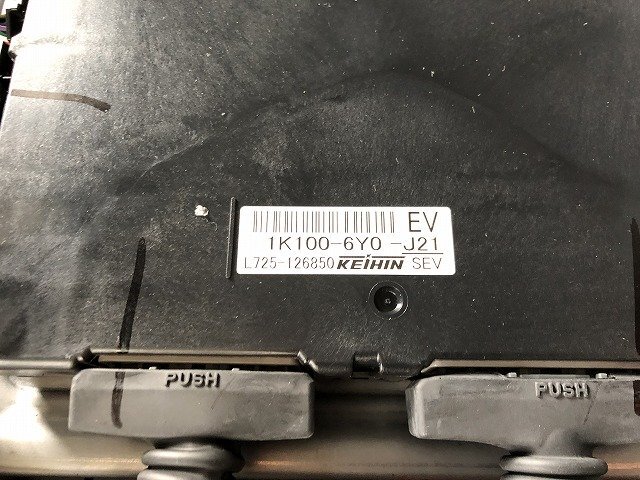 EV
1K100-6Y0 -J21
L725-126850 KEIHIN SEV
PUSH
PUSH